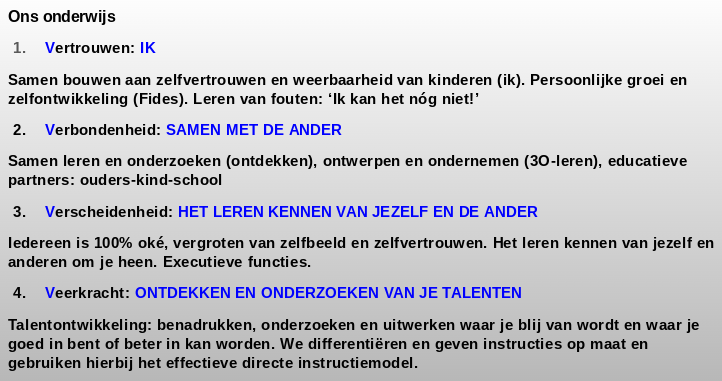 Ons onderwijs
1. Vertrouwen: IK
Samen bouwen aan zelfvertrouwen en weerbaarheid van kinderen (ik). Persoonlijke groei en
zelfontwikkeling (Fides). Leren van fouten: ‘Ik kan het nóg niet!’
2. Verbondenheid: SAMEN MET DE ANDER
Samen leren en onderzoeken (ontdekken), ontwerpen en ondernemen (3O-leren), educatieve
partners: ouders-kind-school
3. Verscheidenheid: HET LEREN KENNEN VAN JEZELF EN DE ANDER
Iedereen is 100% oké, vergroten van zelfbeeld en zelfvertrouwen. Het leren kennen van jezelf en
anderen om je heen. Executieve functies.
4. Veerkracht: ONTDEKKEN EN ONDERZOEKEN VAN JE TALENTEN
Talentontwikkeling: benadrukken, onderzoeken en uitwerken waar je blij van wordt en waar je
goed in bent of beter in kan worden. We differentiëren en geven instructies op maat en
gebruiken hierbij het effectieve directe instructiemodel.